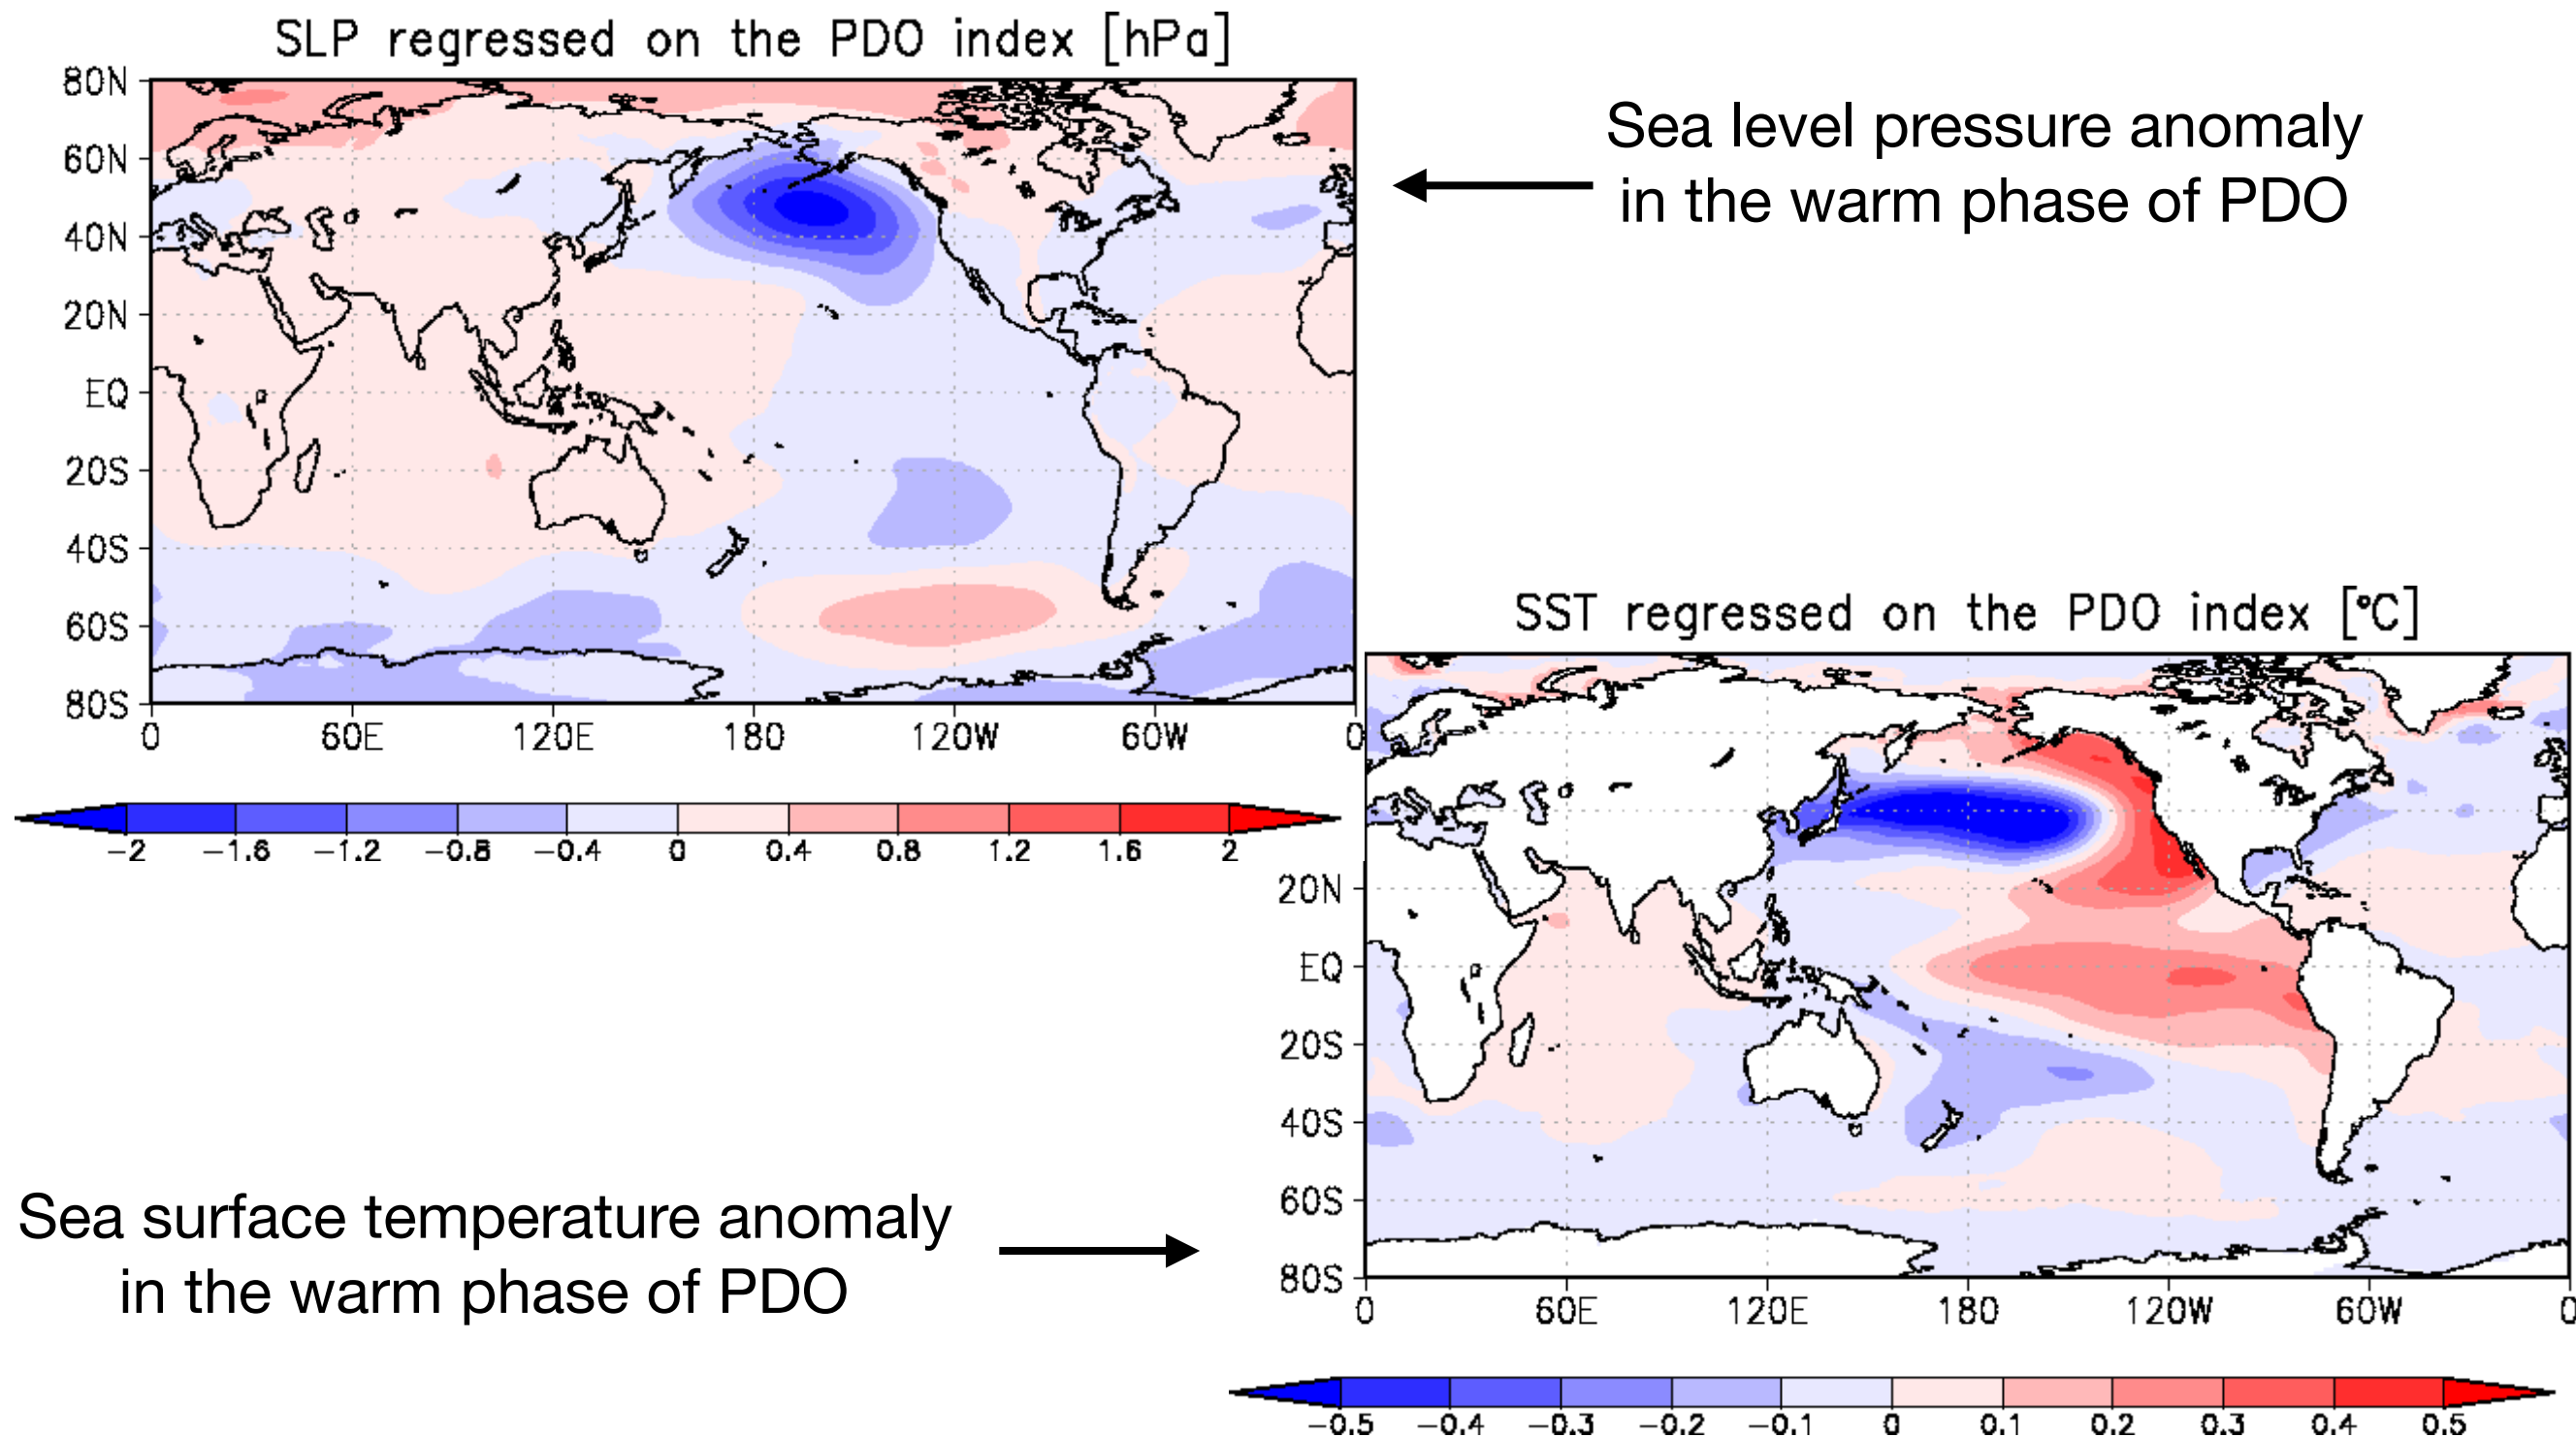 SLP regressed on the PDO index [hPa]
80N
60N
40N
20N
EQ
20S
40S
60S
80S
0 60E 120E 180 120W 60W 0
−2 −1.6 −1.2 −0.8 −0.4 0 0.4 0.8 1.2 1.6 2
Sea level pressure anomaly
in the warm phase of PDO
SST regressed on the PDO index [°C]
20N
EQ
20S
40S
60S
80S
0 60E 120E 180 120W 60W 0
−0.5 −0.4 −0.3 −0.2 −0.1 0 0.1 0.2 0.3 0.4 0.5
Sea surface temperature anomaly
in the warm phase of PDO